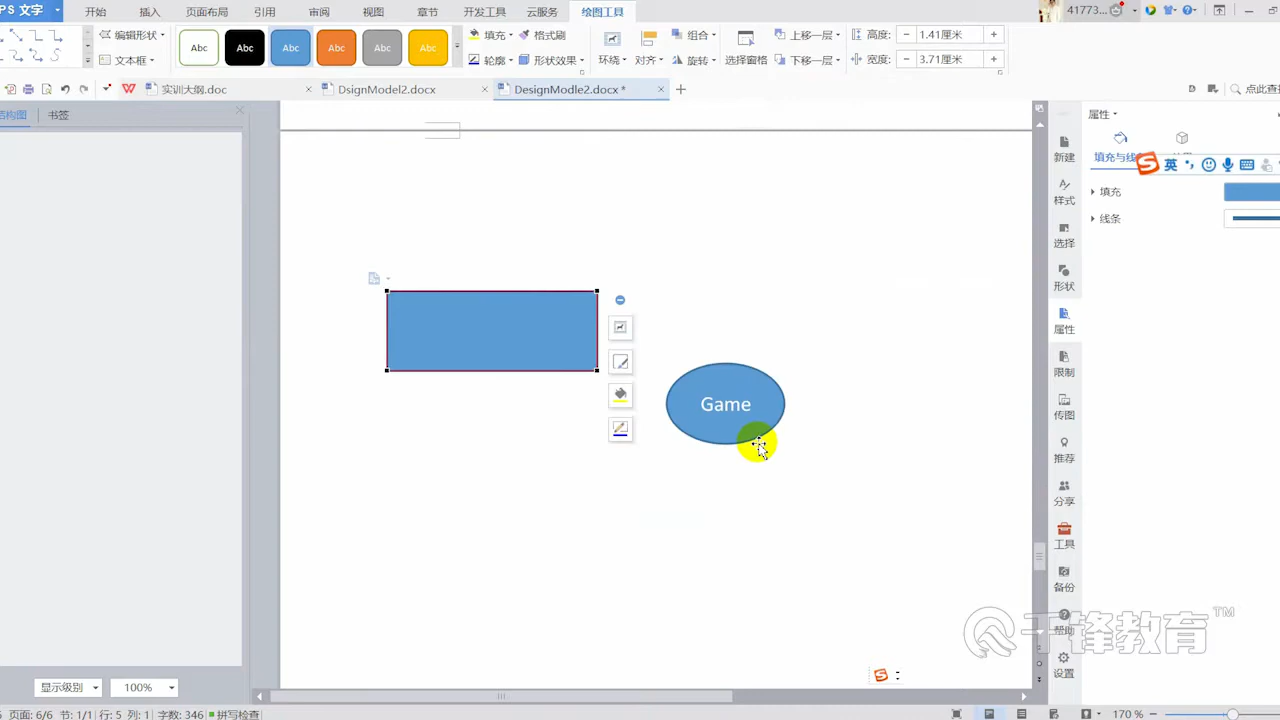 PS 文字 开始 插入 页面布局 引用 审阅 视图 章节 开发工具 云服务 绘图工具 41773...
编辑形状 Abc Abc Abc Abc Abc Abc 填充 格式刷 组合 上移一层 高度: 1.41厘米
文本框 轮廓 形状效果 环绕 对齐 旋转 选择窗格 下移一层 宽度: 3.71厘米
实训大纲.doc DsignModel2.docx DesignModle2.docx * 点此查找
结构图 书签 属性
新建 填充与线 英
样式 填充
线条
选择
形状
属性
限制
Game
传图
推荐
分享
工具
备份
帮助
千锋教育 TM
设置
显示级别 100%
页面: 6/6 节: 1/1 行: 5 列: 1 字数: 346 拼写检查 170 %